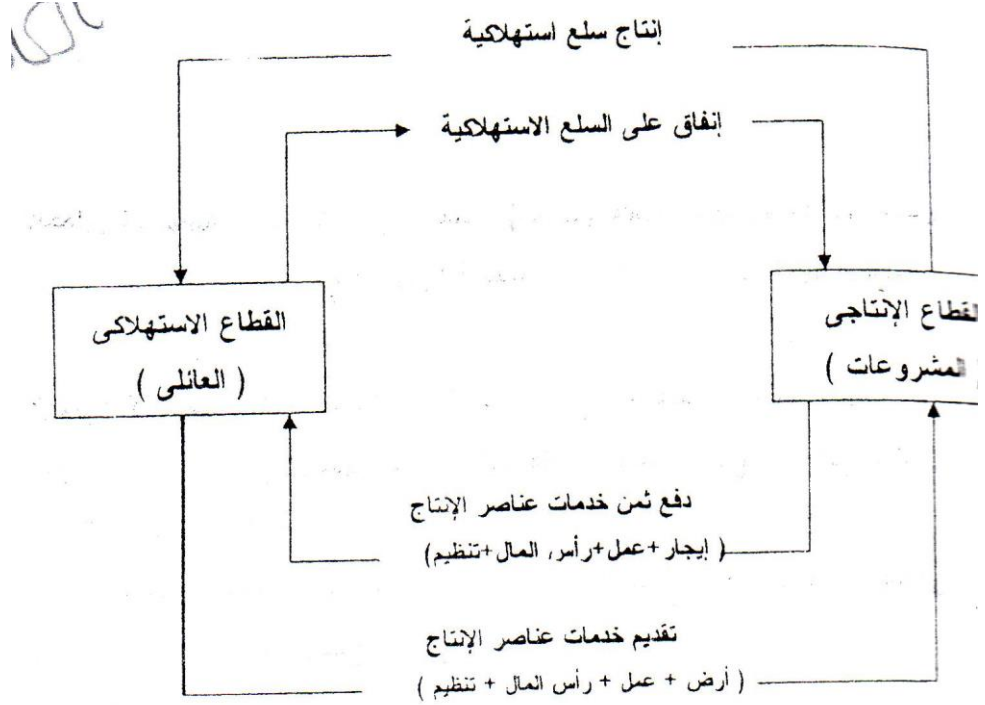 إنتاج سلع استهلاكية
إنفاق على السلع الاستهلاكية
القطاع الإنتاجى
المشروعات )
القطاع الاستهلاكى
( العائلى )
دفع ثمن خدمات عناصر الإنتاج
( إيجار +عمل+رأس المال +تنظيم)
تقديم خدمات عناصر الإنتاج
( أرض + عمل + رأس المال + تنظيم )